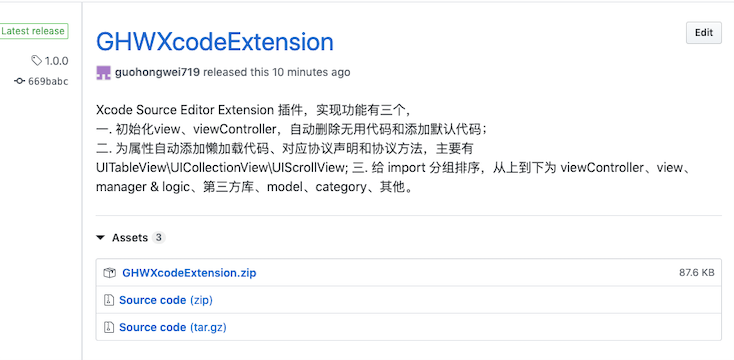 Latest release
1.0.0
669babc
GHWXcodeExtension
Edit
guohongwei719 released this 10 minutes ago
Xcode Source Editor Extension 插件，实现功能有三个，
一. 初始化view、viewController，自动删除无用代码和添加默认代码；
二. 为属性自动添加懒加载代码、对应协议声明和协议方法，主要有
UITableView\UICollectionView\UIScrollView; 三. 给 import 分组排序，从上到下为 viewController、view、
manager & logic、第三方库、model、category、其他。
Assets 3
GHWXcodeExtension.zip 87.6 KB
Source code (zip)
Source code (tar.gz)